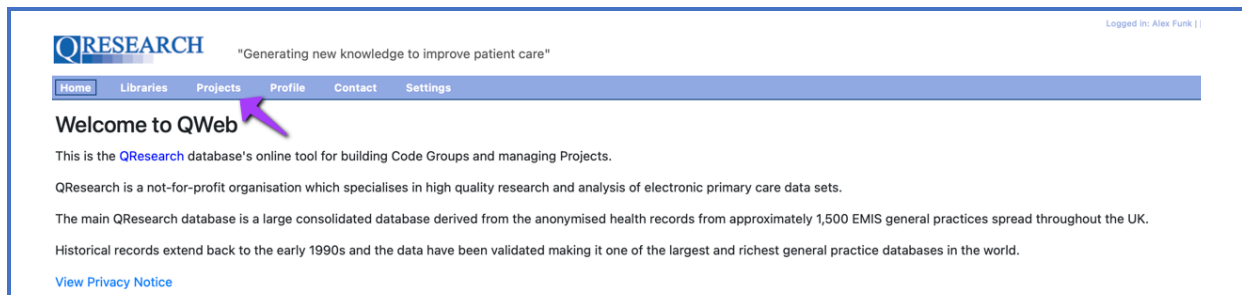 Logged in: Alex Funk | |
QRESEARCH
"Generating new knowledge to improve patient care"
Home Libraries Projects Profile Contact Settings
Welcome to QWeb
This is the QResearch database's online tool for building Code Groups and managing Projects.
QResearch is a not-for-profit organisation which specialises in high quality research and analysis of electronic primary care data sets.
The main QResearch database is a large consolidated database derived from the anonymised health records from approximately 1,500 EMIS general practices spread throughout the UK.
Historical records extend back to the early 1990s and the data have been validated making it one of the largest and richest general practice databases in the world.
View Privacy Notice